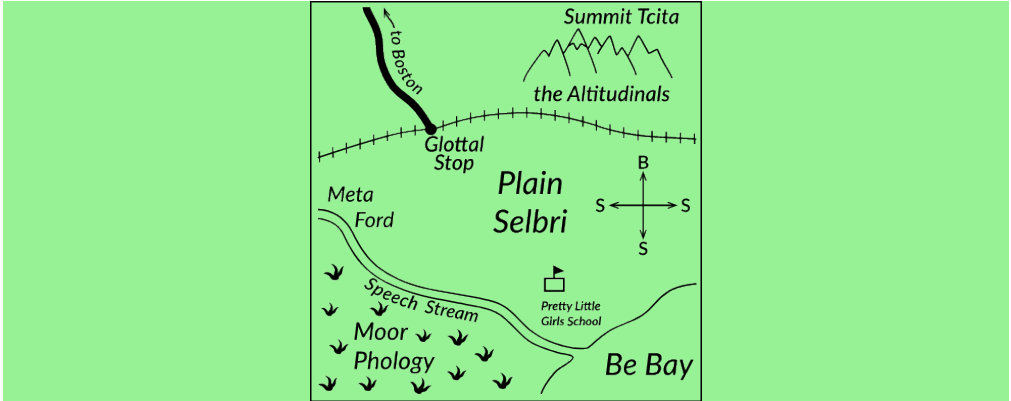 Summit Tcita
to Boston
the Altitudinals
Glottal
Stop
B
Plain
Selbri
S S
S
Meta
Ford
Speech Stream
Pretty Little
Girls School
Moor
Phology
Be Bay